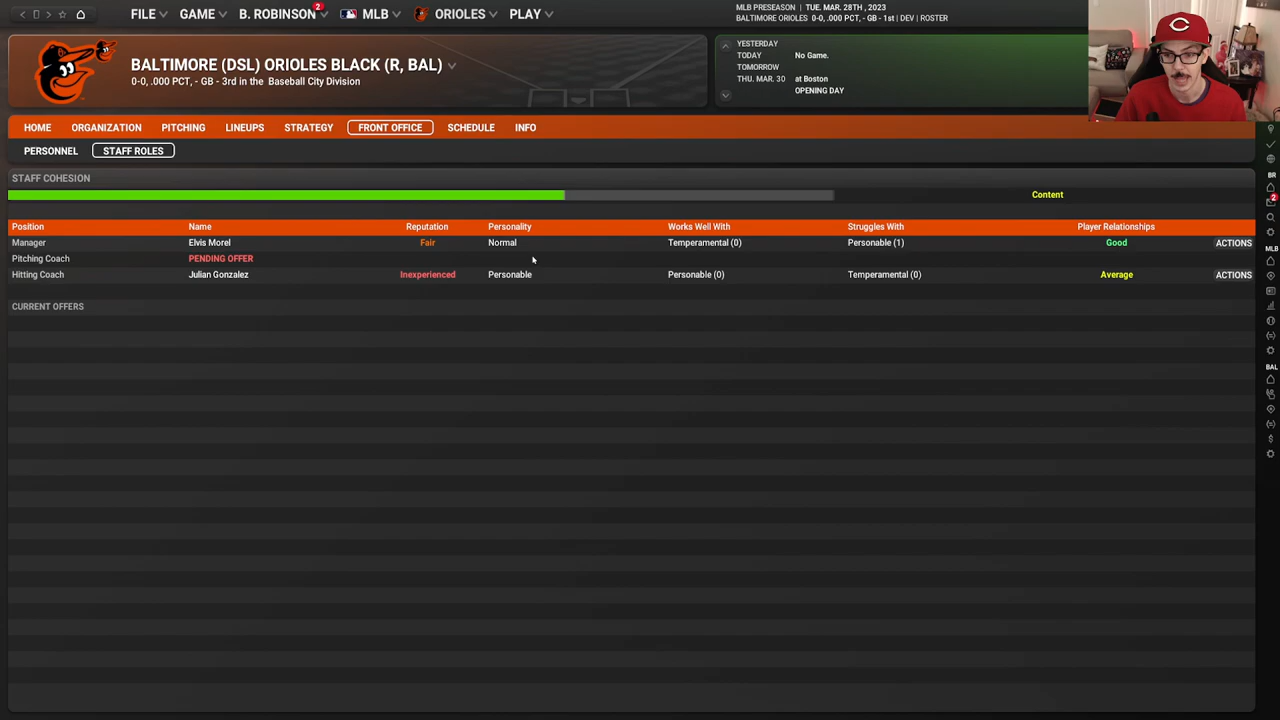 FILE GAME B. ROBINSON 2 MLB ORIOLES PLAY
MLB PRESEASON | TUE. MAR. 28TH, 2023
BALTIMORE ORIOLES 0-0, .000 PCT, - GB - 1st | DEV | ROSTER
BALTIMORE (DSL) ORIOLES BLACK (R, BAL)
0-0, .000 PCT, - GB - 3rd in the Baseball City Division
YESTERDAY
TODAY No Game.
TOMORROW
THU. MAR. 30 at Boston
OPENING DAY
HOME ORGANIZATION PITCHING LINEUPS STRATEGY FRONT OFFICE SCHEDULE INFO
PERSONNEL STAFF ROLES
STAFF COHESION
Content
Position Name Reputation Personality Works Well With Struggles With Player Relationships
Manager Elvis Morel Fair Normal Temperamental (0) Personable (1) Good ACTIONS
Pitching Coach PENDING OFFER
Hitting Coach Julian Gonzalez Inexperienced Personable Personable (0) Temperamental (0) Average ACTIONS
CURRENT OFFERS
BR
2
MLB
BAL
C